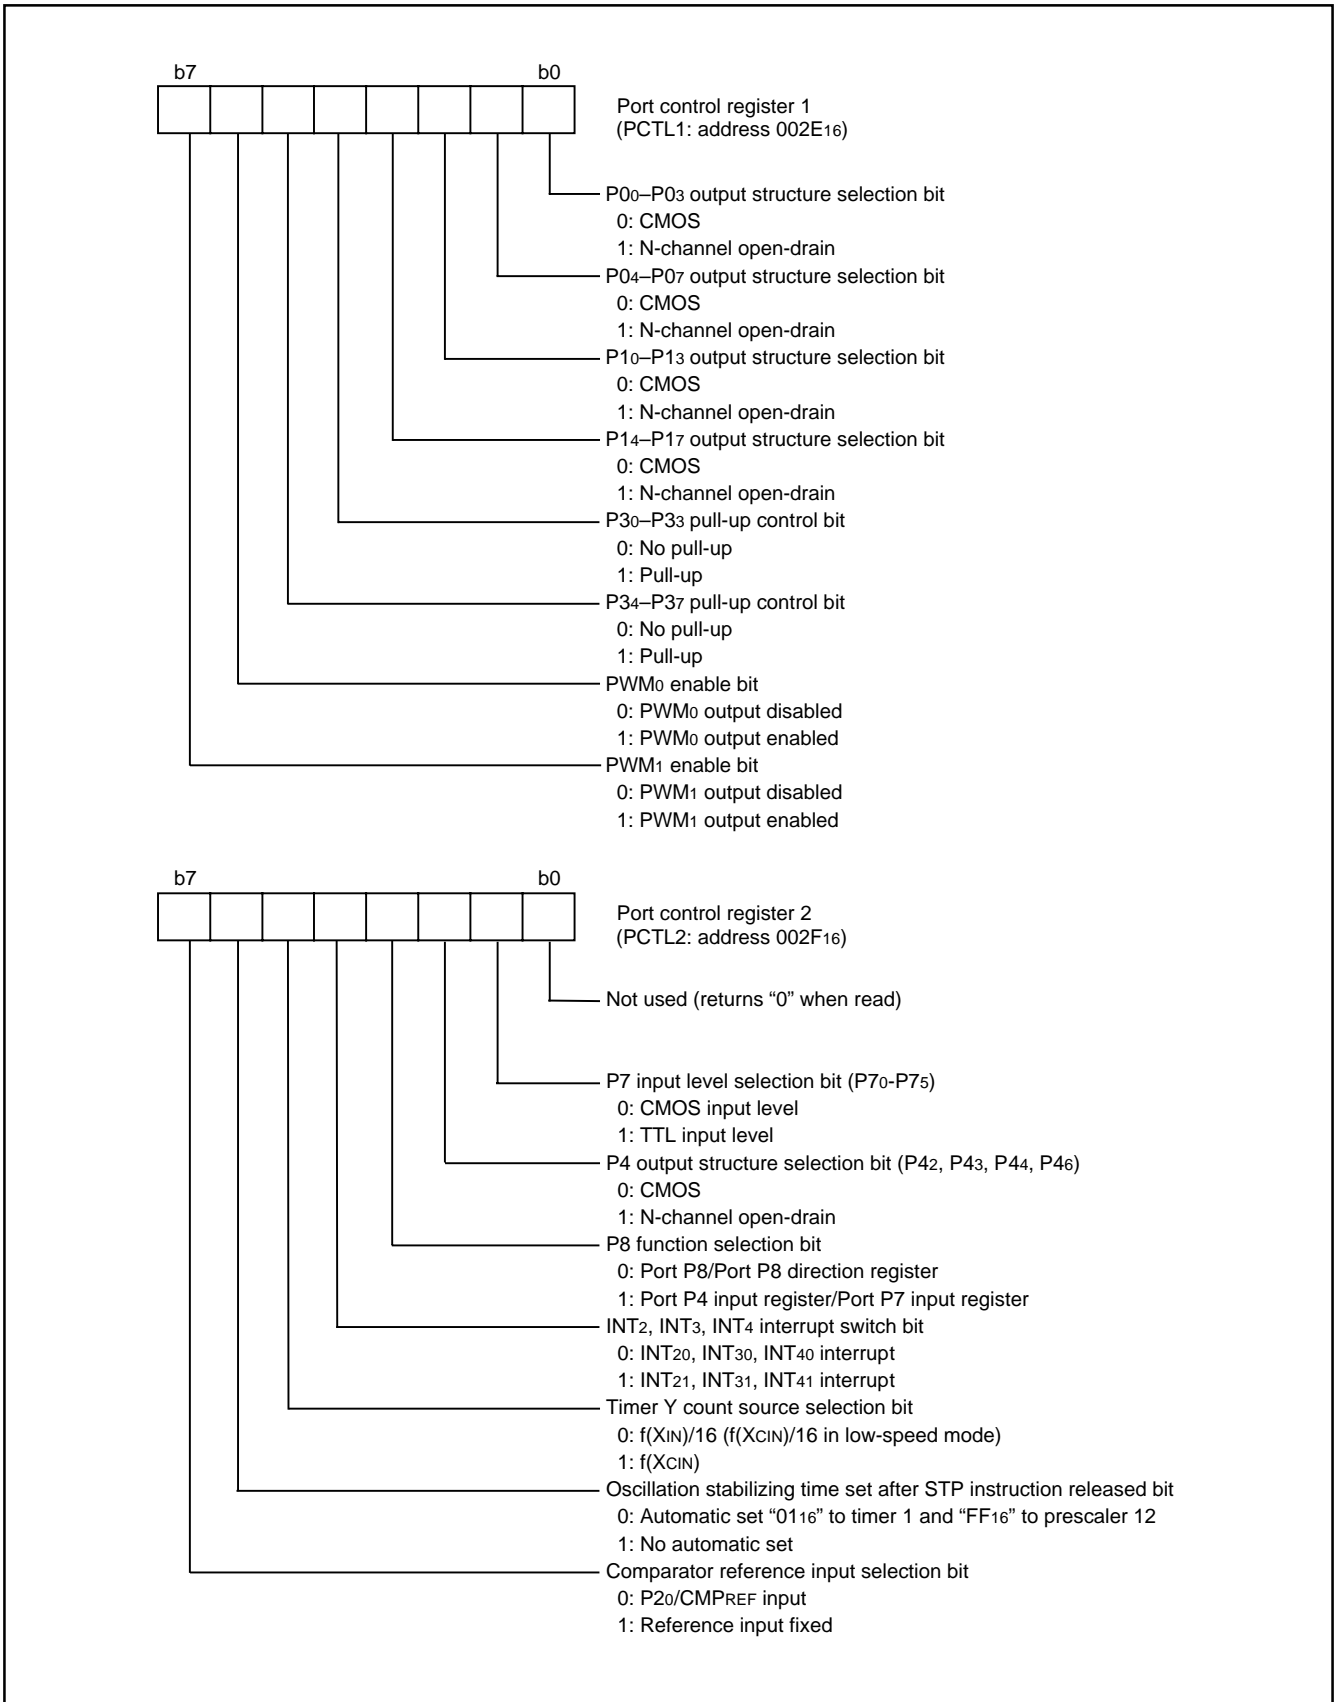 b7 b0
Port control register 1
(PCTL1: address 002E16)
P00–P03 output structure selection bit
0: CMOS
1: N-channel open-drain
P04–P07 output structure selection bit
0: CMOS
1: N-channel open-drain
P10–P13 output structure selection bit
0: CMOS
1: N-channel open-drain
P14–P17 output structure selection bit
0: CMOS
1: N-channel open-drain
P30–P33 pull-up control bit
0: No pull-up
1: Pull-up
P34–P37 pull-up control bit
0: No pull-up
1: Pull-up
PWM0 enable bit
0: PWM0 output disabled
1: PWM0 output enabled
PWM1 enable bit
0: PWM1 output disabled
1: PWM1 output enabled
b7 b0
Port control register 2
(PCTL2: address 002F16)
Not used (returns “0” when read)
P7 input level selection bit (P70-P75)
0: CMOS input level
1: TTL input level
P4 output structure selection bit (P42, P43, P44, P46)
0: CMOS
1: N-channel open-drain
P8 function selection bit
0: Port P8/Port P8 direction register
1: Port P4 input register/Port P7 input register
INT2, INT3, INT4 interrupt switch bit
0: INT20, INT30, INT40 interrupt
1: INT21, INT31, INT41 interrupt
Timer Y count source selection bit
0: f(XIN)/16 (f(XCIN)/16 in low-speed mode)
1: f(XCIN)
Oscillation stabilizing time set after STP instruction released bit
0: Automatic set “0116” to timer 1 and “FF16” to prescaler 12
1: No automatic set
Comparator reference input selection bit
0: P20/CMPREF input
1: Reference input fixed